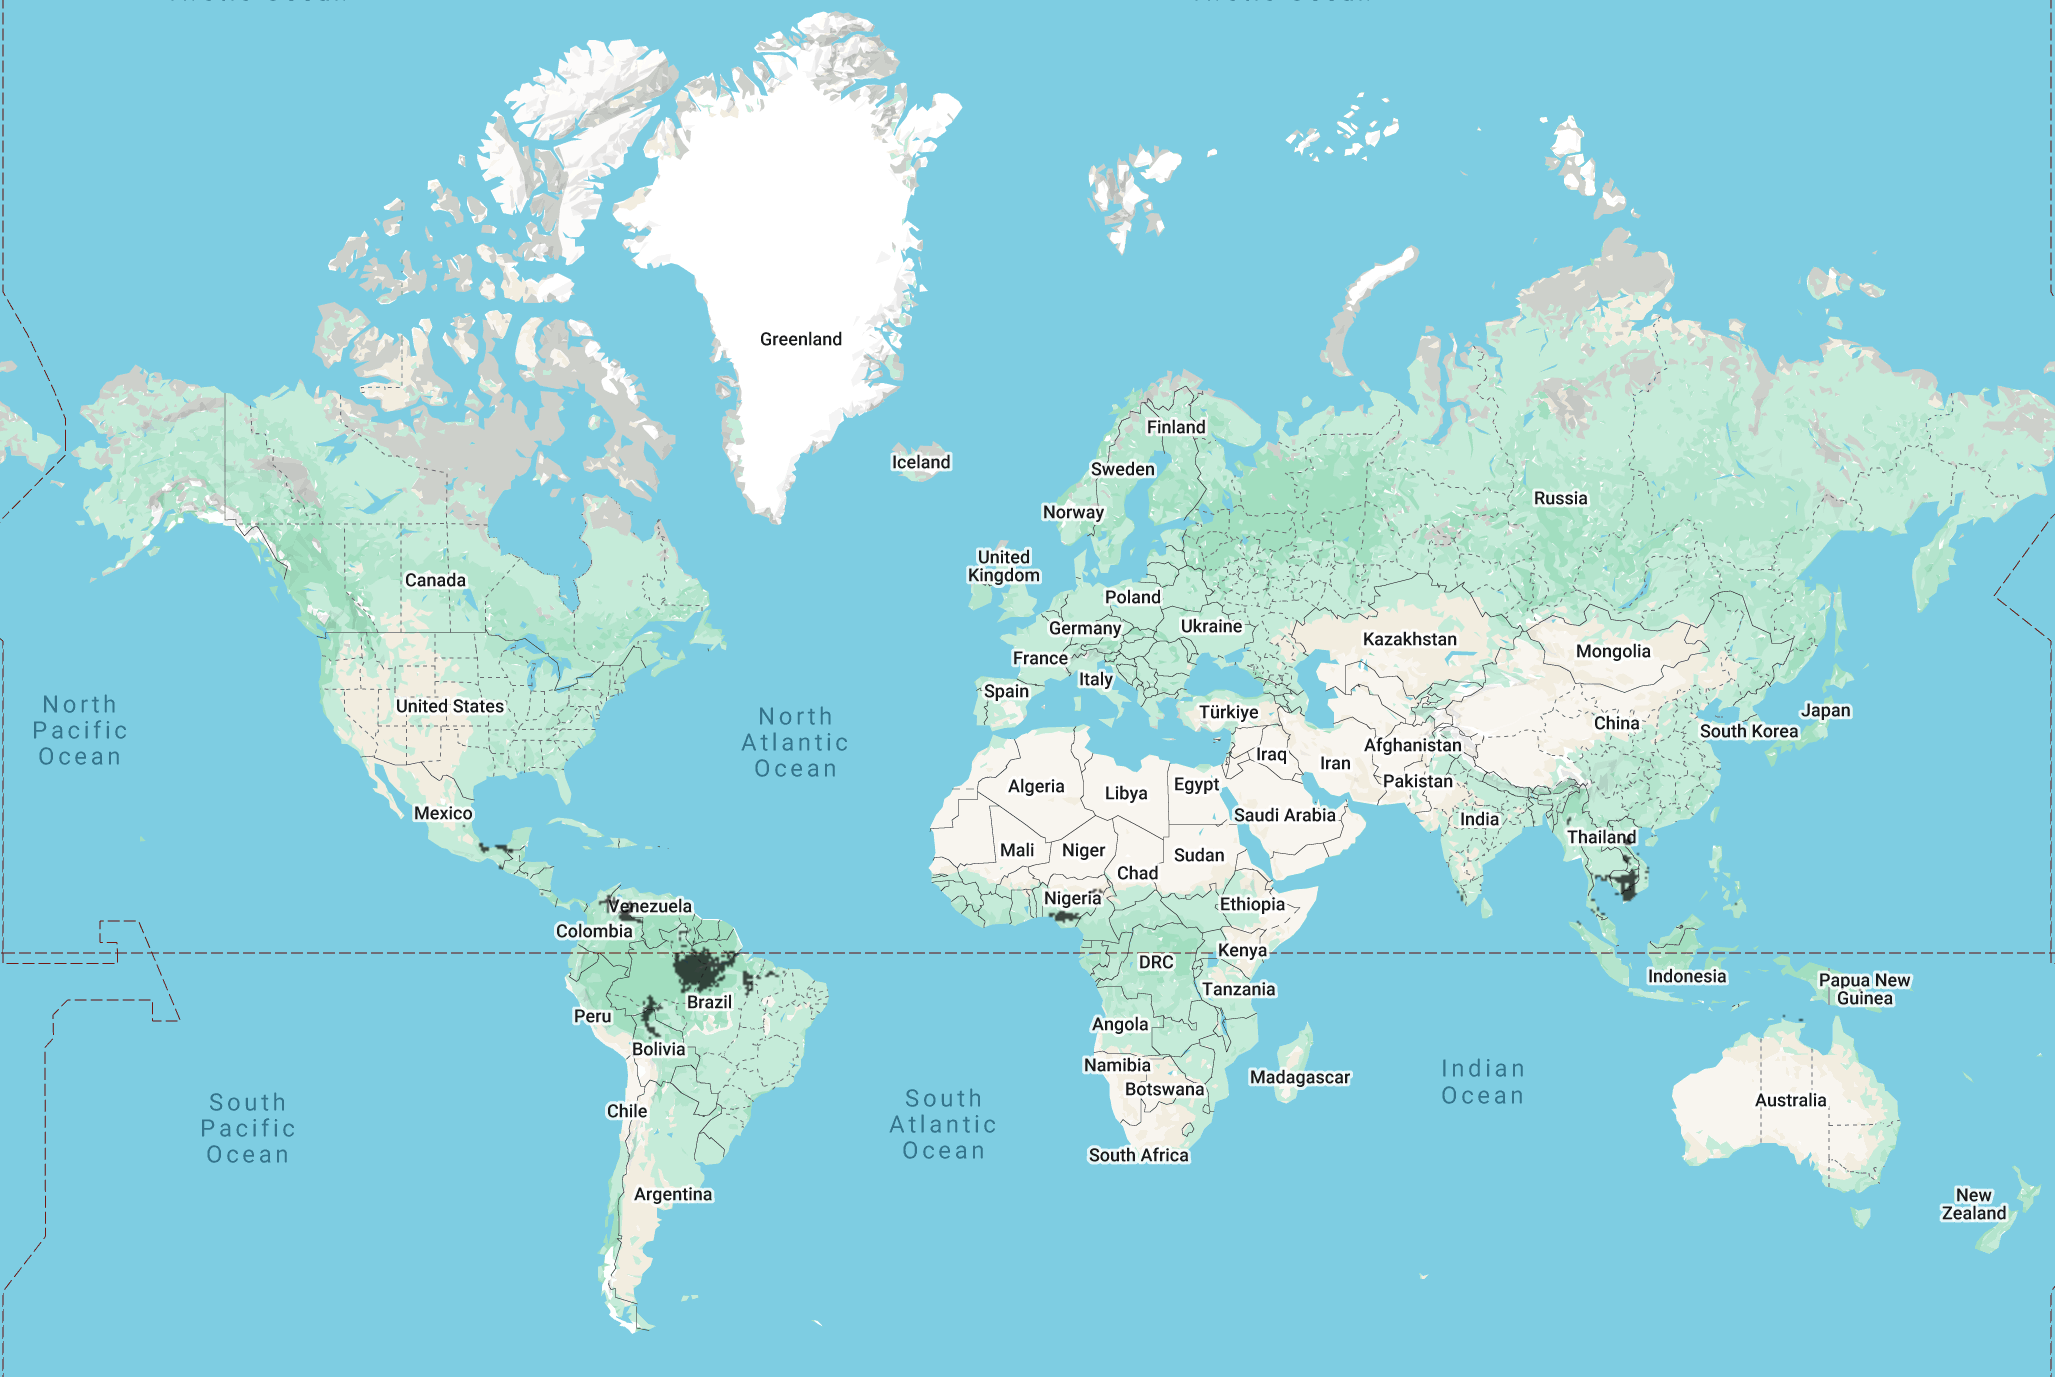 Greenland
Finland
Iceland
Sweden
Russia
Norway
United
Kingdom
Canada
Poland
Germany
Ukraine
Kazakhstan
Mongolia
France
Italy
Spain
United States
Türkiye
China
Japan
South Korea
North
Pacific
Ocean
North
Atlantic
Ocean
Afghanistan
Iraq
Iran
Pakistan
Algeria
Libya
Egypt
Mexico
Saudi Arabia
India
Thailand
Mali
Niger
Sudan
Chad
Nigeria
Ethiopia
Venezuela
Colombia
Kenya
DRC
Indonesia
Papua New
Guinea
Tanzania
Brazil
Peru
Angola
Bolivia
Namibia
Botswana
Madagascar
Indian
Ocean
Australia
South
Pacific
Ocean
Chile
South
Atlantic
Ocean
South Africa
Argentina
New
Zealand